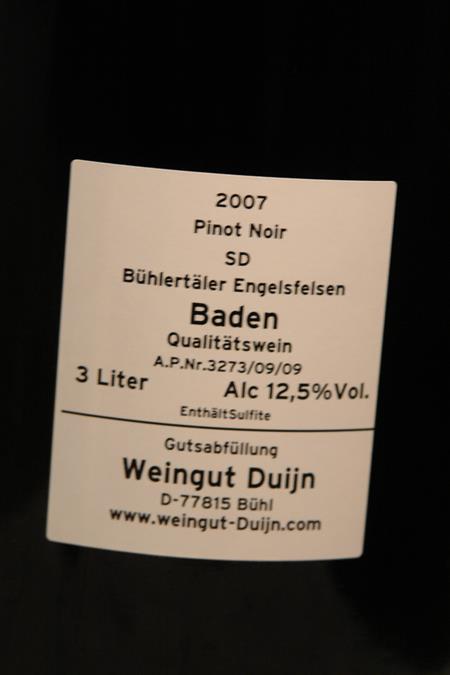 2007
Pinot Noir
SD
Bühlertäler Engelsfelsen
Baden
Qualitätswein
A.P.Nr.3273/09/09
3 Liter Alc 12,5%Vol.
EnthältSulfite
Gutsabfüllung
Weingut Duijn
D-77815 Bühl
www.weingut-Duijn.com